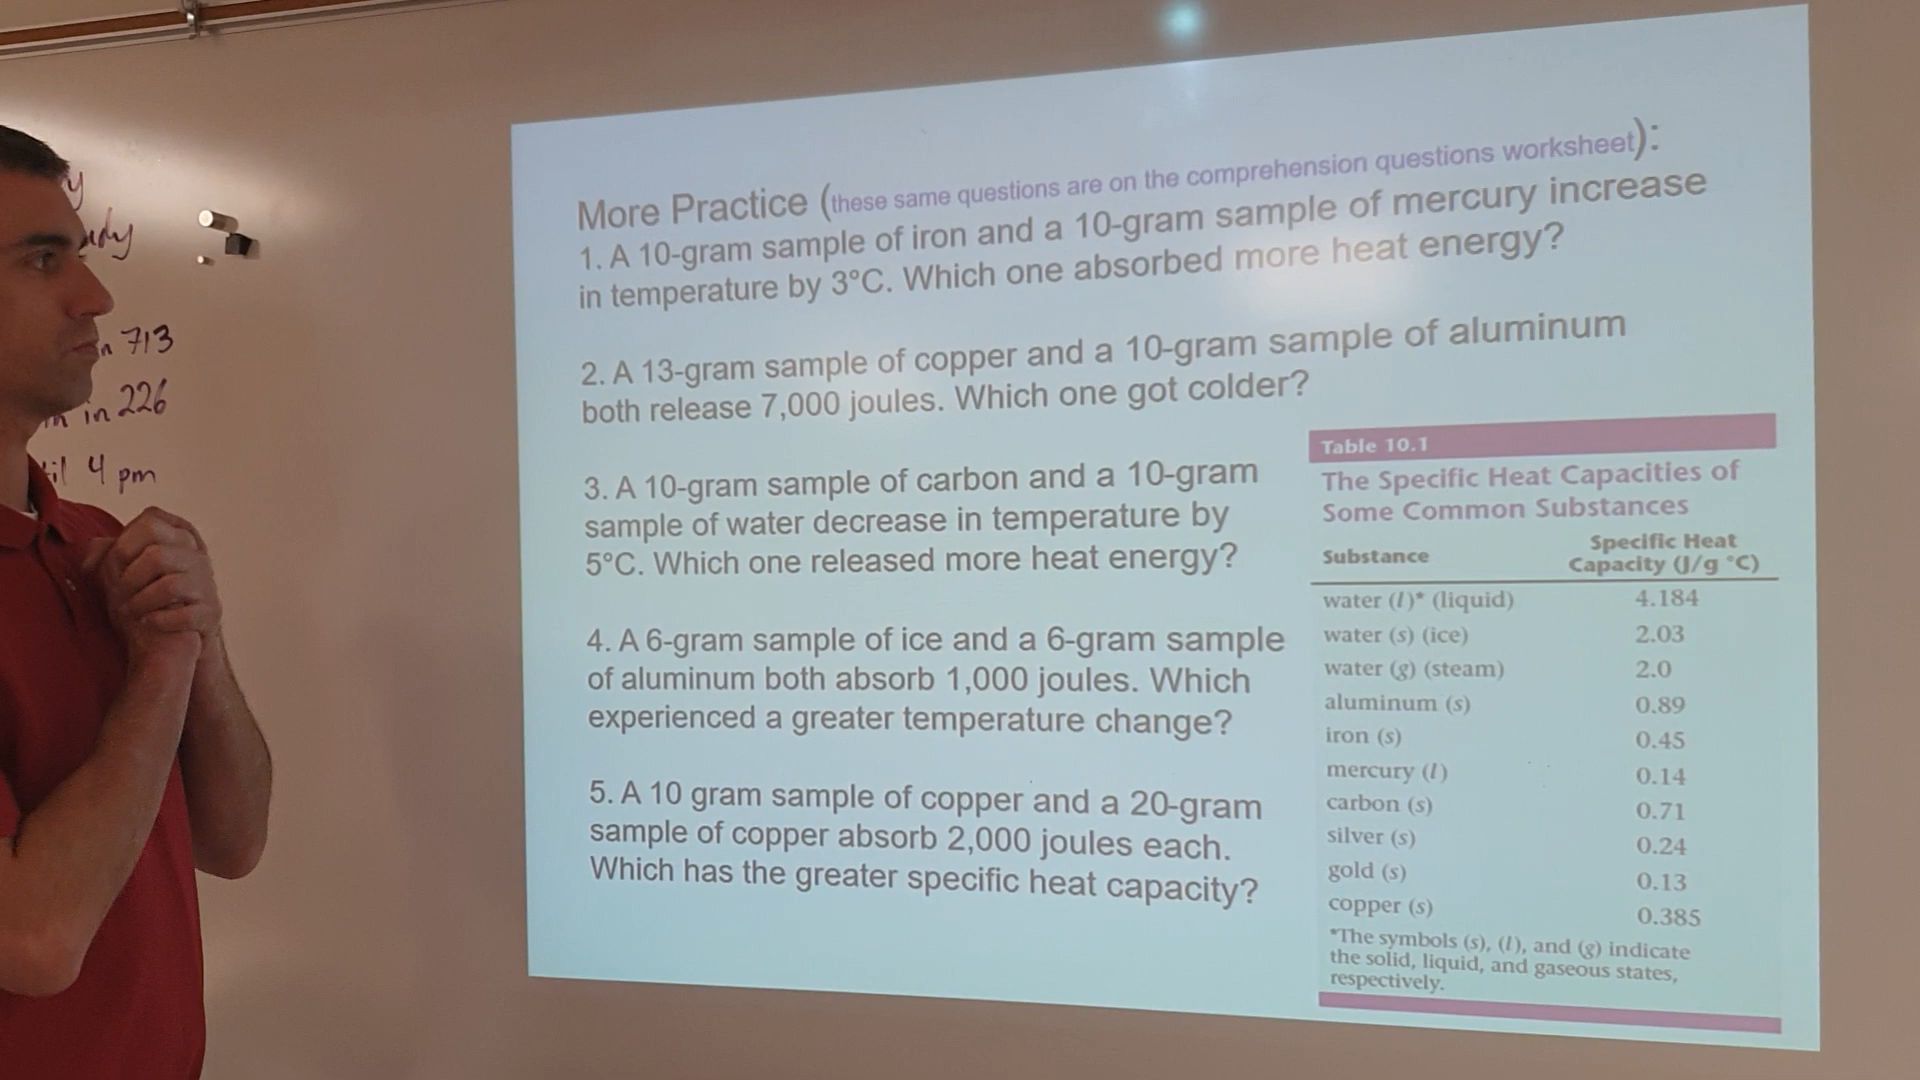 y
ady
n 713
m in 226
til 4 pm
More Practice (these same questions are on the comprehension questions worksheet):
1. A 10-gram sample of iron and a 10-gram sample of mercury increase
in temperature by 3°C. Which one absorbed more heat energy?
2. A 13-gram sample of copper and a 10-gram sample of aluminum
both release 7,000 joules. Which one got colder?
3. A 10-gram sample of carbon and a 10-gram
sample of water decrease in temperature by
5°C. Which one released more heat energy?
4. A 6-gram sample of ice and a 6-gram sample
of aluminum both absorb 1,000 joules. Which
experienced a greater temperature change?
5. A 10 gram sample of copper and a 20-gram
sample of copper absorb 2,000 joules each.
Which has the greater specific heat capacity?
Table 10.1
The Specific Heat Capacities of
Some Common Substances
Substance Specific Heat
Capacity (J/g °C)
water (l)* (liquid) 4.184
water (s) (ice) 2.03
water (g) (steam) 2.0
aluminum (s) 0.89
iron (s) 0.45
mercury (l) 0.14
carbon (s) 0.71
silver (s) 0.24
gold (s) 0.13
copper (s) 0.385
*The symbols (s), (l), and (g) indicate
the solid, liquid, and gaseous states,
respectively.